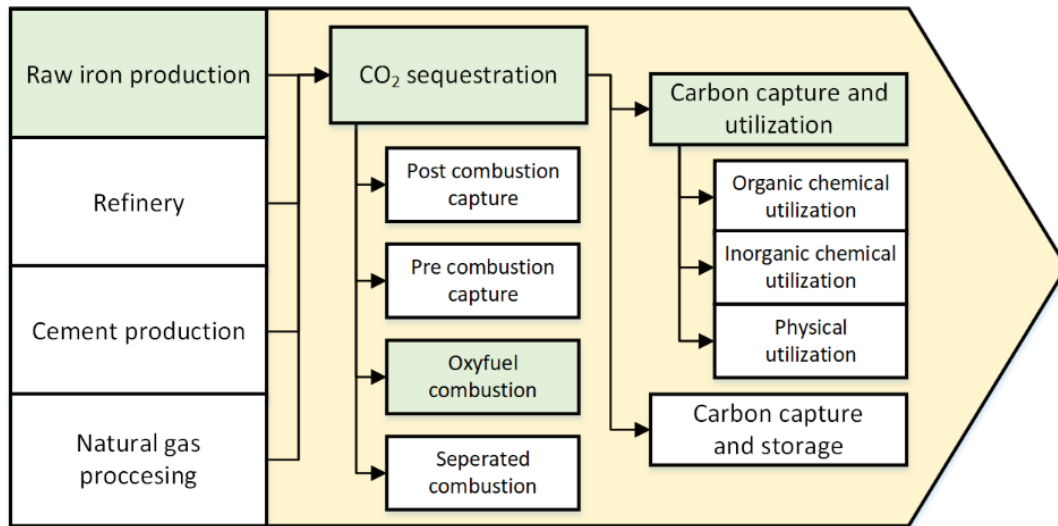 Raw iron production
Refinery
Cement production
Natural gas
proccesing
CO₂ sequestration
Post combustion
capture
Pre combustion
capture
Oxyfuel
combustion
Seperated
combustion
Carbon capture and
utilization
Organic chemical
utilization
Inorganic chemical
utilization
Physical
utilization
Carbon capture
and storage